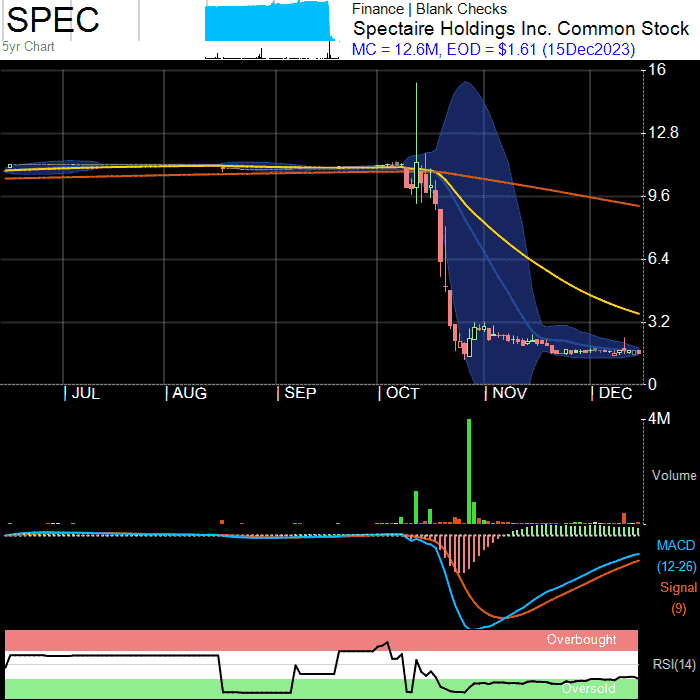 SPEC
5yr Chart
Finance | Blank Checks
Spectaire Holdings Inc. Common Stock
MC = 12.6M, EOD = $1.61 (15Dec2023)
16
12.8
9.6
6.4
3.2
0
| JUL | AUG | SEP | OCT | NOV | DEC
4M
Volume
MACD
(12-26)
Signal
(9)
Overbought
RSI(14)
Oversold